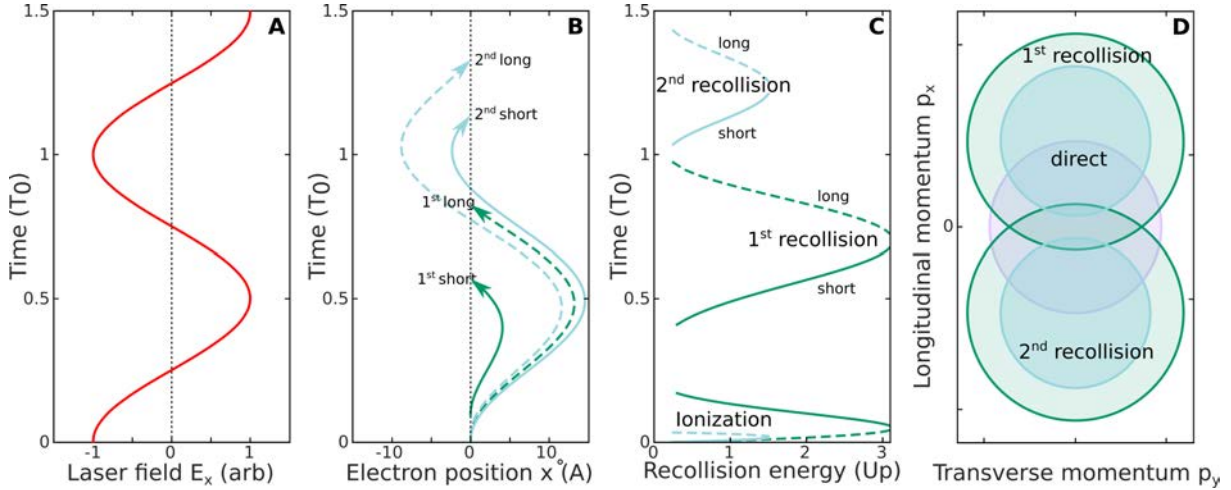 A
1.5
1
0.5
0
Time (T0)
-1 0 1
Laser field Ex (arb)
B
1.5
1
0.5
0
Time (T0)
2nd long
2nd short
1st long
1st short
-10 0 10
Electron position x (A°)
C
1.5
1
0.5
0
Time (T0)
long
2nd recollision
short
long
1st recollision
short
Ionization
0 1 2 3
Recollision energy (Up)
D
1st recollision
direct
2nd recollision
0
Longitudinal momentum px
Transverse momentum py